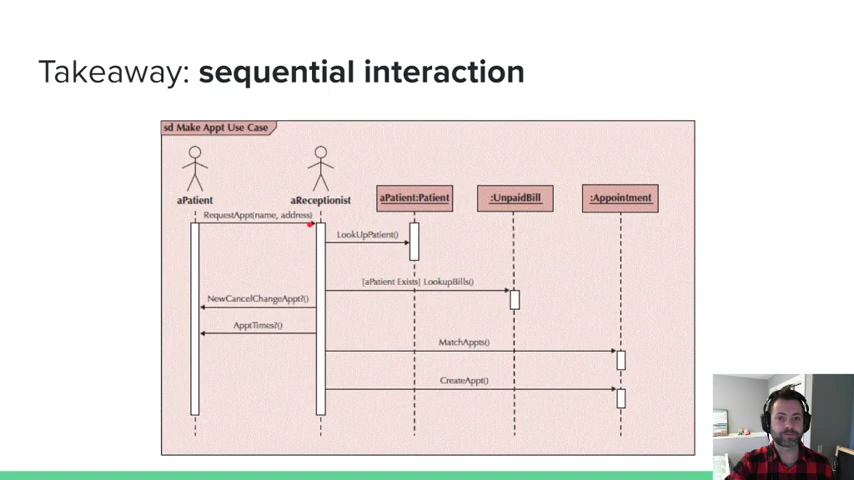 Takeaway: sequential interaction
sd Make Appt Use Case
aPatient
aReceptionist
aPatient:Patient
:UnpaidBill
:Appointment
RequestAppt(name, address)
LookUpPatient()
[aPatient Exists] LookupBills()
NewCancelChangeAppt?()
ApptTimes?()
MatchAppts()
CreateAppt()